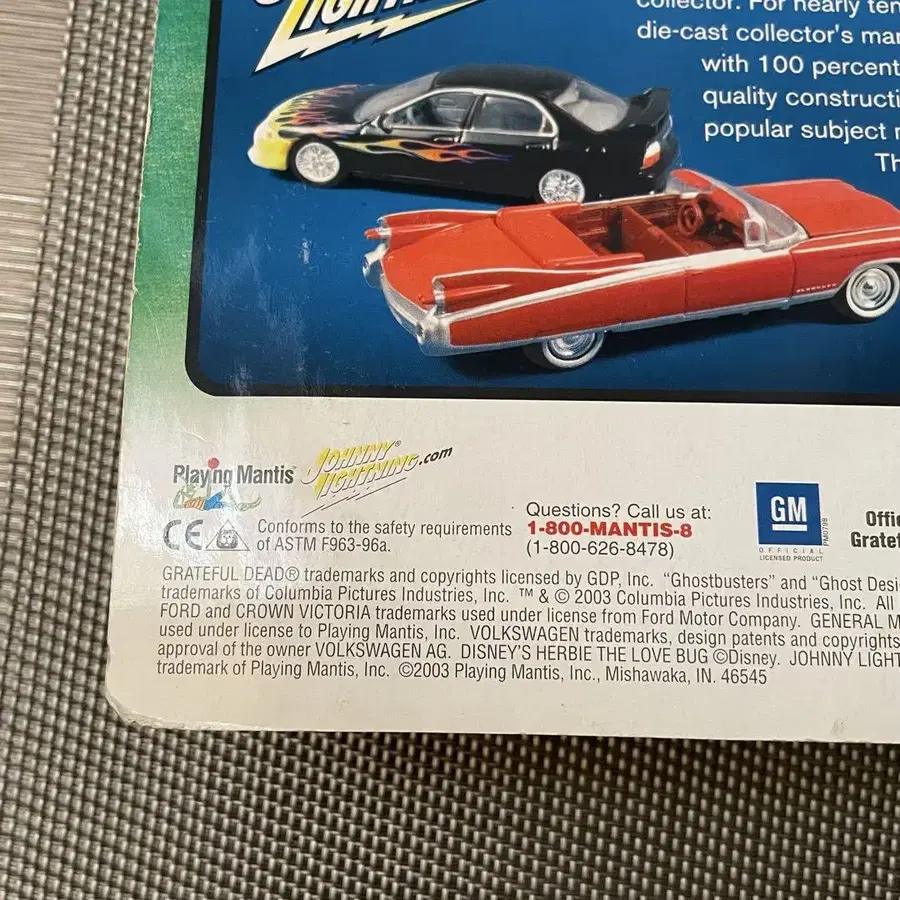 LIGHTNING
collector. For nearly ten
die-cast collector's mar
with 100 percent
quality constructi
popular subject
Th
Playing Mantis™ JOHNNY LIGHTNING®.com
CE Conforms to the safety requirements
of ASTM F963-96a.
Questions? Call us at:
1-800-MANTIS-8
(1-800-626-8478)
GM
OFFICIAL
LICENSED PRODUCT
PM0798
Offic
Gratef
GRATEFUL DEAD® trademarks and copyrights licensed by GDP, Inc. "Ghostbusters" and "Ghost Desi
trademarks of Columbia Pictures Industries, Inc. ™ & © 2003 Columbia Pictures Industries, Inc. All
FORD and CROWN VICTORIA trademarks used under license from Ford Motor Company. GENERAL M
used under license to Playing Mantis, Inc. VOLKSWAGEN trademarks, design patents and copyrights
approval of the owner VOLKSWAGEN AG. DISNEY'S HERBIE THE LOVE BUG ©Disney. JOHNNY LIGHT
trademark of Playing Mantis, Inc. ©2003 Playing Mantis, Inc., Mishawaka, IN. 46545